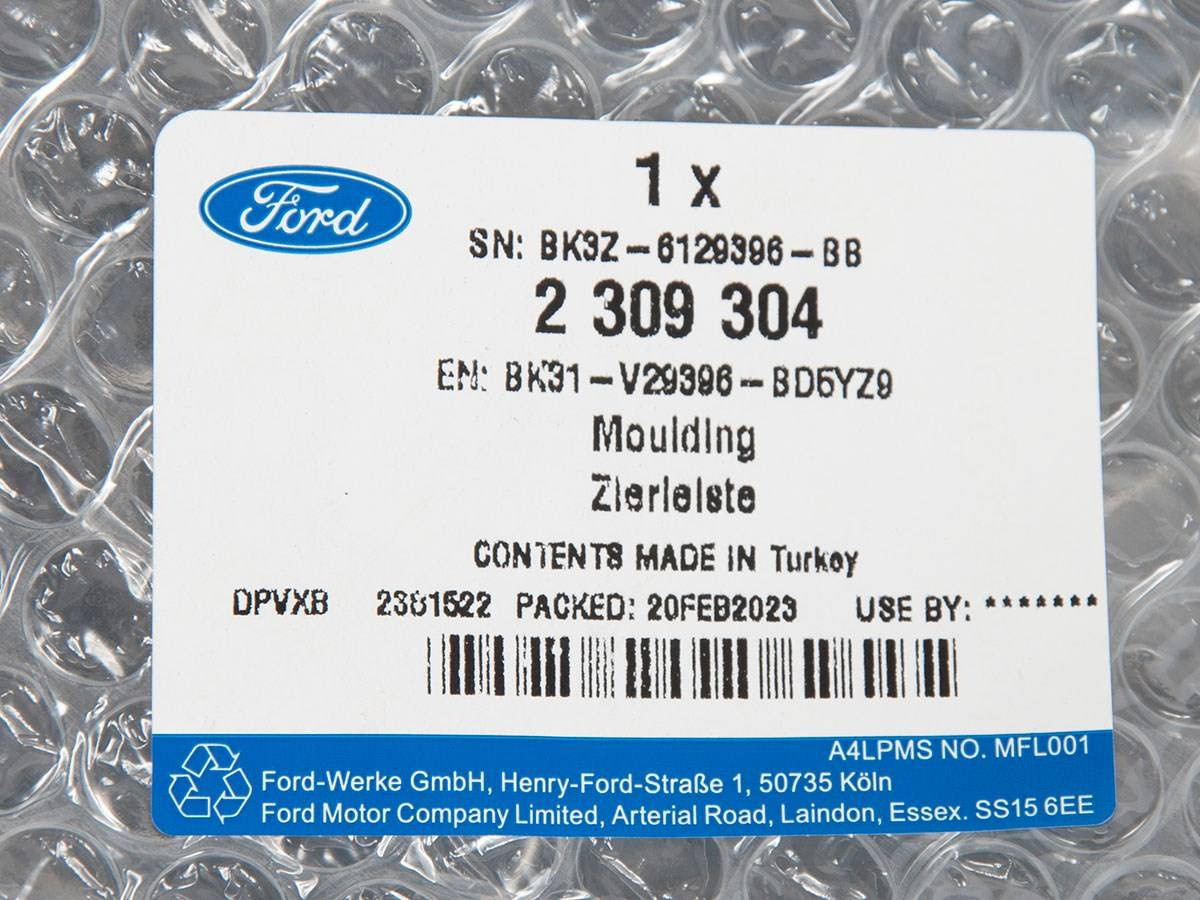 Ford
1 x
SN: BK3Z-6129396-BB
2 309 304
EN: BK31-V29396-BD5YZ9
Moulding
Zierleiste
CONTENTS MADE IN Turkey
DPVXB PACKED: 20FEB2023 USE BY: *******
A4LPMS NO. MFL001
Ford-Werke GmbH, Henry-Ford-Straße 1, 50735 Köln
Ford Motor Company Limited, Arterial Road, Laindon, Essex. SS15 6EE